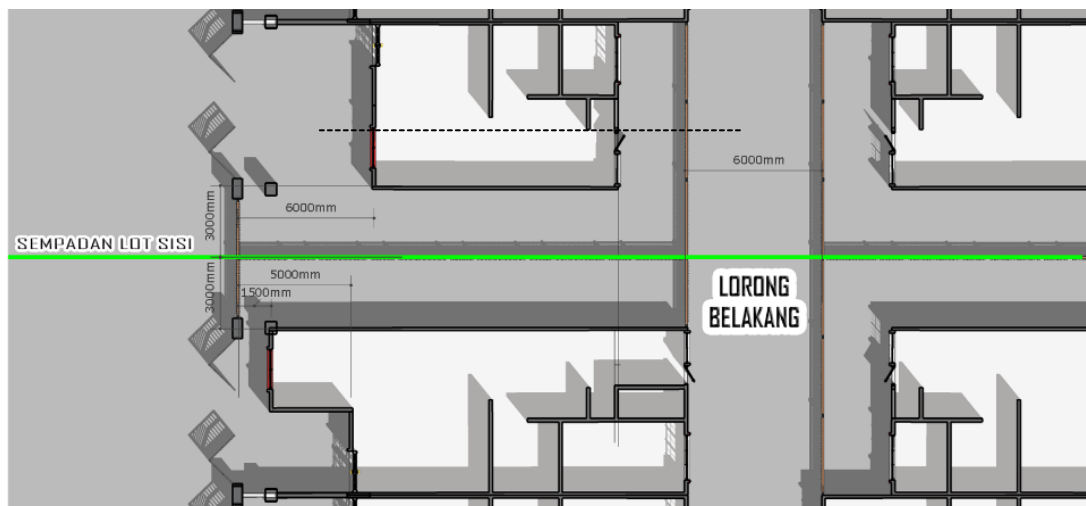 6000mm
3000mm
6000mm
SEMPADAN LOT SISI
5000mm
3000mm
1500mm
LORONG
BELAKANG